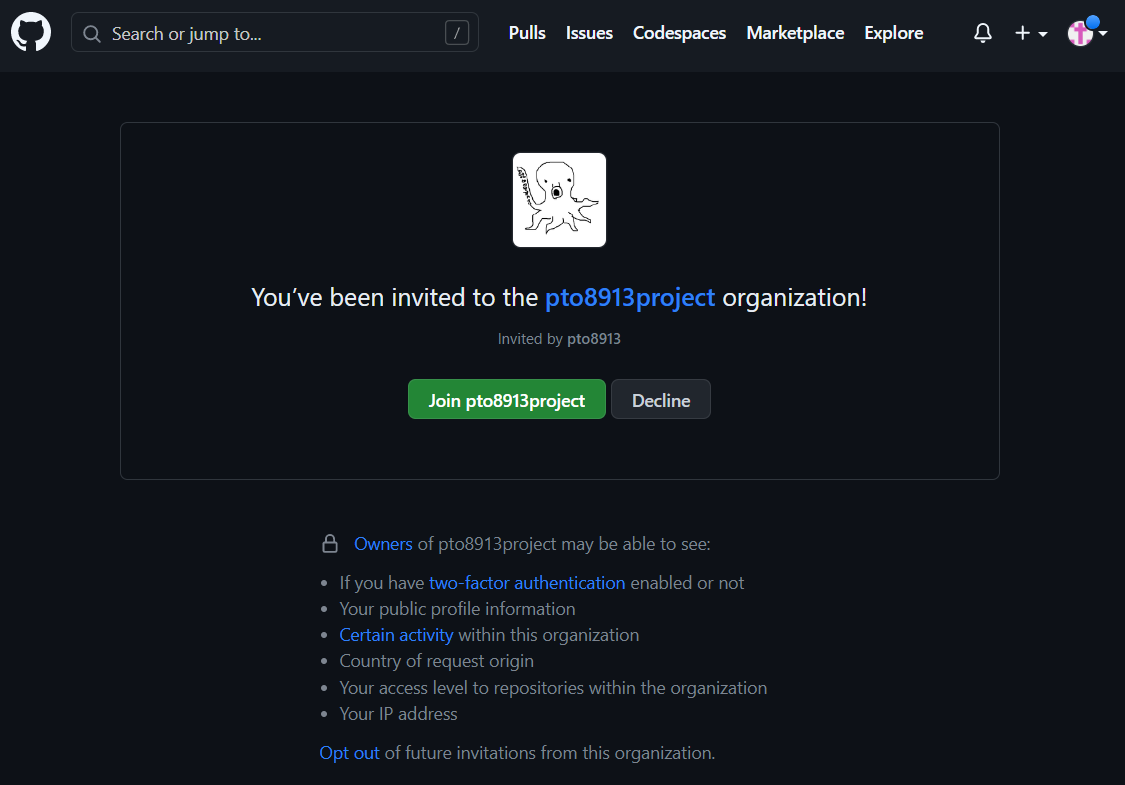 Search or jump to... / Pulls Issues Codespaces Marketplace Explore
You’ve been invited to the pto8913project organization!
Invited by pto8913
Join pto8913project Decline
Owners of pto8913project may be able to see:
If you have two-factor authentication enabled or not
Your public profile information
Certain activity within this organization
Country of request origin
Your access level to repositories within the organization
Your IP address
Opt out of future invitations from this organization.